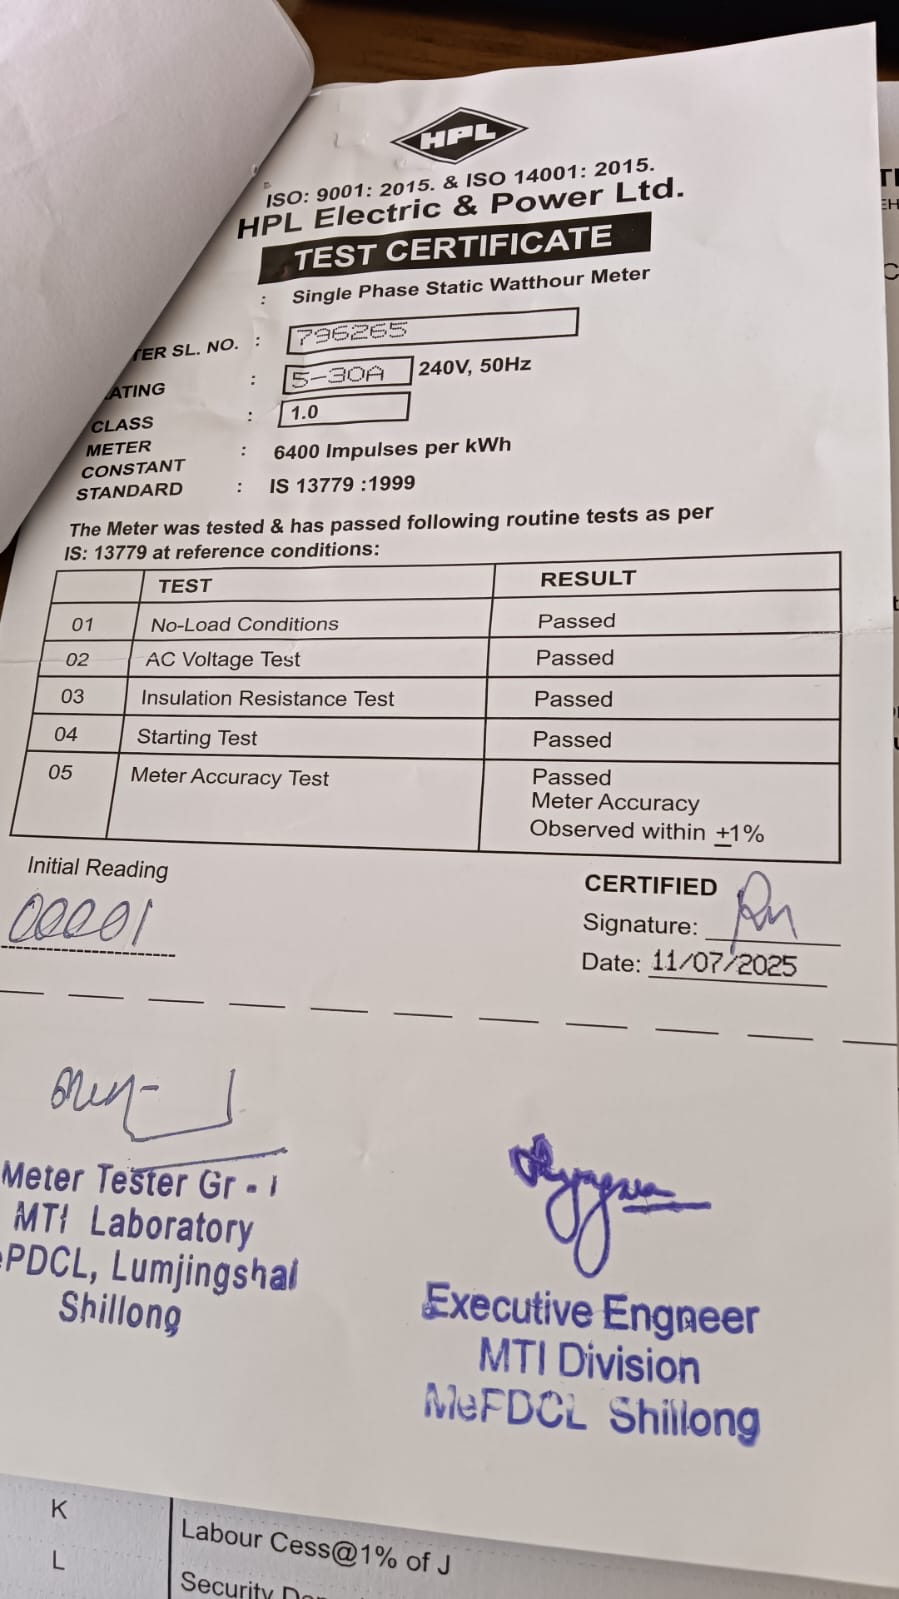 HPL
ISO: 9001: 2015. & ISO 14001: 2015.
HPL Electric & Power Ltd.
TEST CERTIFICATE
: Single Phase Static Watthour Meter
TER SL. NO. : 796265
ATING : 5-30A 240V, 50Hz
CLASS : 1.0
METER
CONSTANT : 6400 Impulses per kWh
STANDARD : IS 13779 :1999
The Meter was tested & has passed following routine tests as per
IS: 13779 at reference conditions:
TEST RESULT
01 No-Load Conditions Passed
02 AC Voltage Test Passed
03 Insulation Resistance Test Passed
04 Starting Test Passed
05 Meter Accuracy Test Passed
Meter Accuracy
Observed within ±1%
Initial Reading
00001
CERTIFIED
Signature:
Date: 11/07/2025
Meter Tester Gr - I
MTI Laboratory
ePDCL, Lumjingshai
Shillong
Executive Engneer
MTI Division
MePDCL Shillong
K Labour Cess@1% of J
L Security